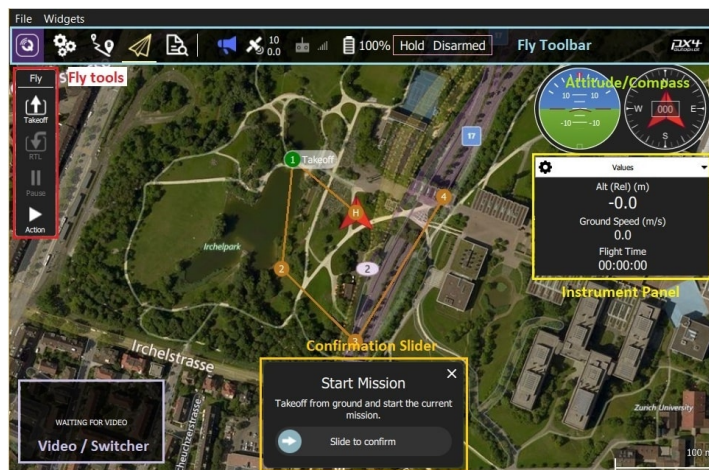 File Widgets
10
0.0
100% Hold Disarmed
Fly Toolbar
PX4
autopilot
Fly
Fly tools
Takeoff
RTL
Pause
Action
Attitude/Compass
10 10
-10 -10
W 000 E
S
17
1 Takeoff
H
4
2
2
3
Irchelpark
Values
Alt (Rel) (m)
-0.0
Ground Speed (m/s)
0.0
Flight Time
00:00:00
Instrument Panel
Irchelstrasse
Confirmation Slider
Start Mission
Takeoff from ground and start the current
mission.
Slide to confirm
WAITING FOR VIDEO
Video / Switcher
Zurich University
100 m